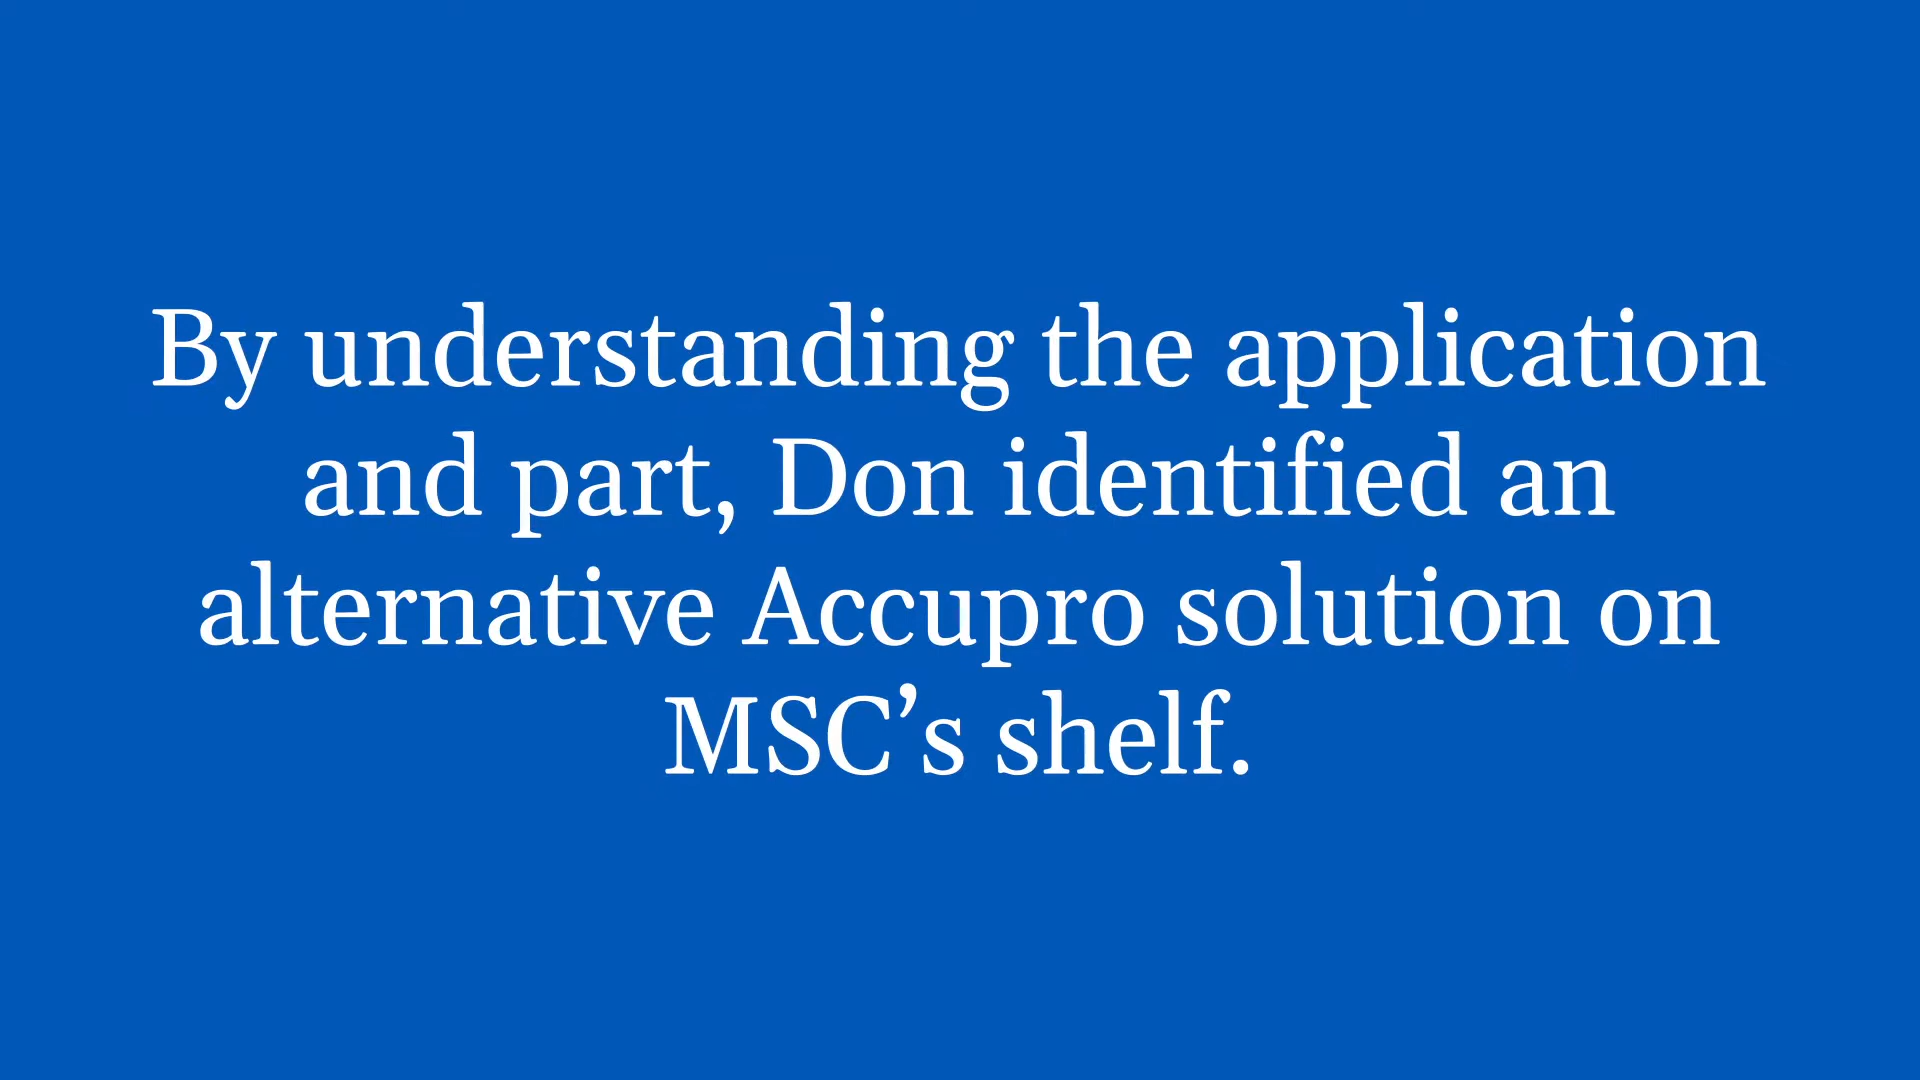 By understanding the application
and part, Don identified an
alternative Accupro solution on
MSC’s shelf.